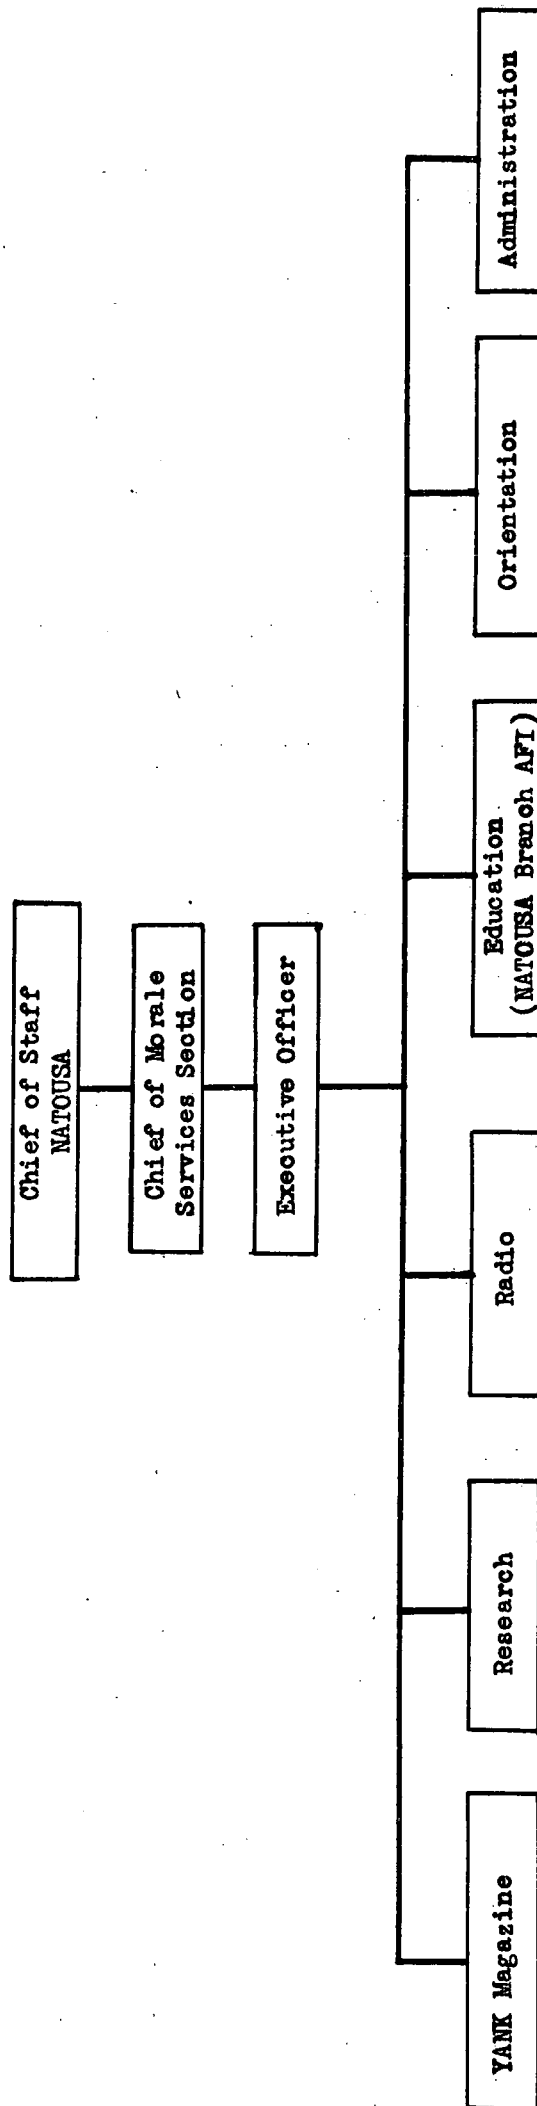 Chief of Staff
NATOUSA
Chief of Morale
Services Section
Executive Officer
YANK Magazine
Research
Radio
Education
(NATOUSA Branch AFI)
Orientation
Administration